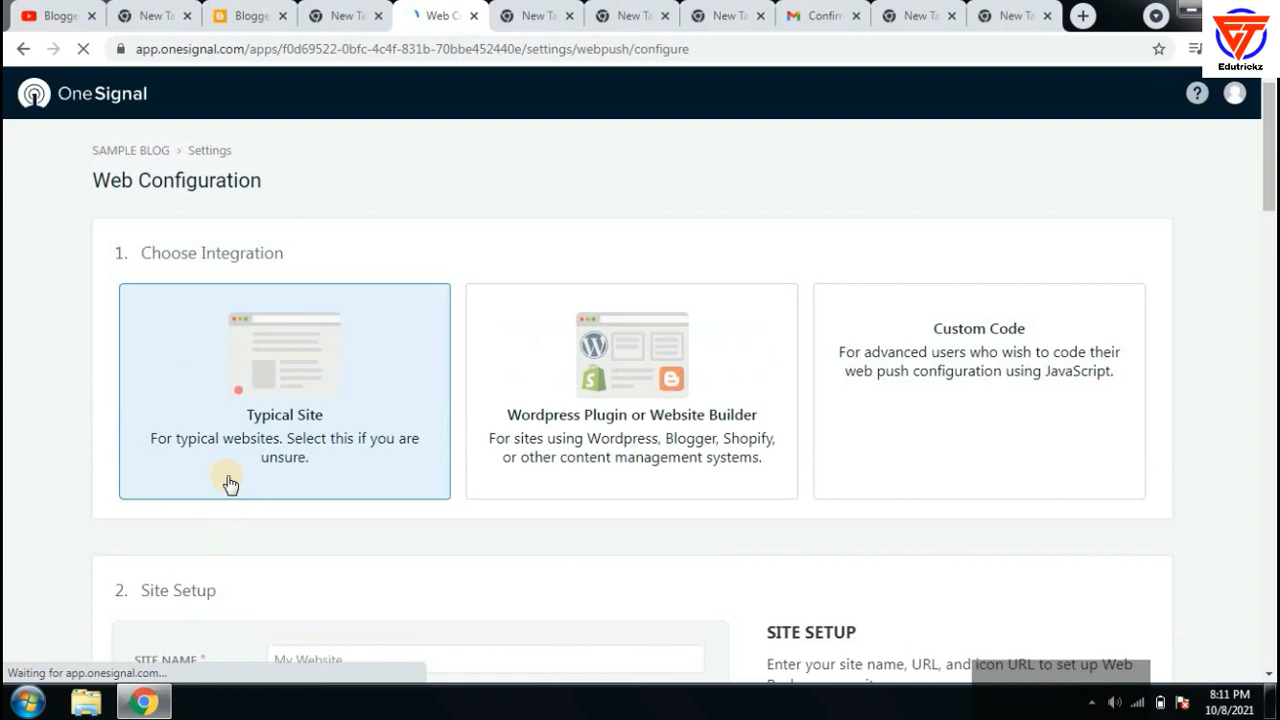 Blogge
New Ta
Blogge
New Ta
Web C
New Ta
New Ta
New Ta
Confirm
New Ta
New Ta
app.onesignal.com/apps/f0d69522-0bfc-4c4f-831b-70bbe452440e/settings/webpush/configure
Edutrickz
OneSignal
SAMPLE BLOG › Settings
Web Configuration
1. Choose Integration
Typical Site
For typical websites. Select this if you are
unsure.
Wordpress Plugin or Website Builder
For sites using Wordpress, Blogger, Shopify,
or other content management systems.
Custom Code
For advanced users who wish to code their
web push configuration using JavaScript.
2. Site Setup
SITE NAME *
My Website
SITE SETUP
Enter your site name, URL, and icon URL to set up Web
Waiting for app.onesignal.com...
8:11 PM
10/8/2021